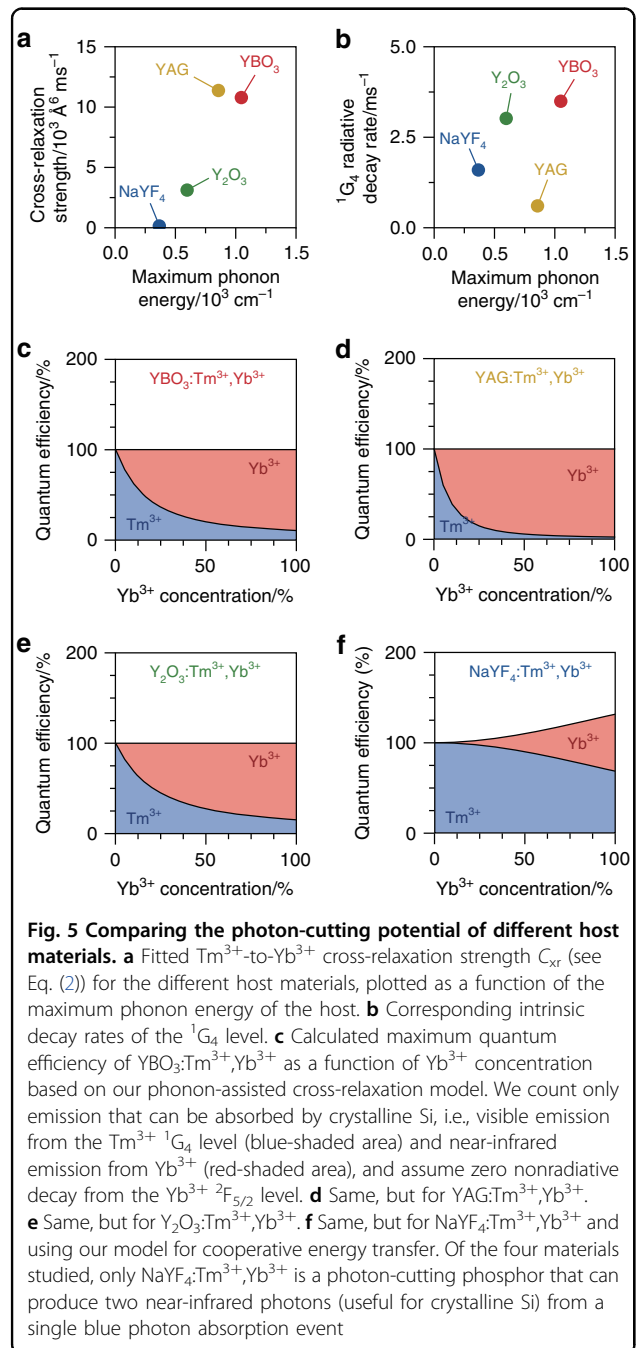 a
15
10
5
0
Cross-relaxation
strength/10³ Å⁶ ms⁻¹
YAG
YBO₃
NaYF₄
Y₂O₃
0.0 0.5 1.0 1.5
Maximum phonon
energy/10³ cm⁻¹
b
5.0
2.5
0.0
¹G₄ radiative
decay rate/ms⁻¹
YBO₃
Y₂O₃
NaYF₄
YAG
0.0 0.5 1.0 1.5
Maximum phonon
energy/10³ cm⁻¹
c
200
100
0
Quantum efficiency/%
YBO₃:Tm³⁺,Yb³⁺
Yb³⁺
Tm³⁺
0 50 100
Yb³⁺ concentration/%
d
200
100
0
Quantum efficiency/%
YAG:Tm³⁺,Yb³⁺
Yb³⁺
Tm³⁺
0 50 100
Yb³⁺ concentration/%
e
200
100
0
Quantum efficiency/%
Y₂O₃:Tm³⁺,Yb³⁺
Yb³⁺
Tm³⁺
0 50 100
Yb³⁺ concentration/%
f
200
100
0
Quantum efficiency (%)
NaYF₄:Tm³⁺,Yb³⁺
Yb³⁺
Tm³⁺
0 50 100
Yb³⁺ concentration/%
Fig. 5 Comparing the photon-cutting potential of different host
materials. a Fitted Tm³⁺-to-Yb³⁺ cross-relaxation strength Cₓᵣ (see
Eq. (2)) for the different host materials, plotted as a function of the
maximum phonon energy of the host. b Corresponding intrinsic
decay rates of the ¹G₄ level. c Calculated maximum quantum
efficiency of YBO₃:Tm³⁺,Yb³⁺ as a function of Yb³⁺ concentration
based on our phonon-assisted cross-relaxation model. We count only
emission that can be absorbed by crystalline Si, i.e., visible emission
from the Tm³⁺ ¹G₄ level (blue-shaded area) and near-infrared
emission from Yb³⁺ (red-shaded area), and assume zero nonradiative
decay from the Yb³⁺ ²F₅/₂ level. d Same, but for YAG:Tm³⁺,Yb³⁺.
e Same, but for Y₂O₃:Tm³⁺,Yb³⁺. f Same, but for NaYF₄:Tm³⁺,Yb³⁺ and
using our model for cooperative energy transfer. Of the four materials
studied, only NaYF₄:Tm³⁺,Yb³⁺ is a photon-cutting phosphor that can
produce two near-infrared photons (useful for crystalline Si) from a
single blue photon absorption event